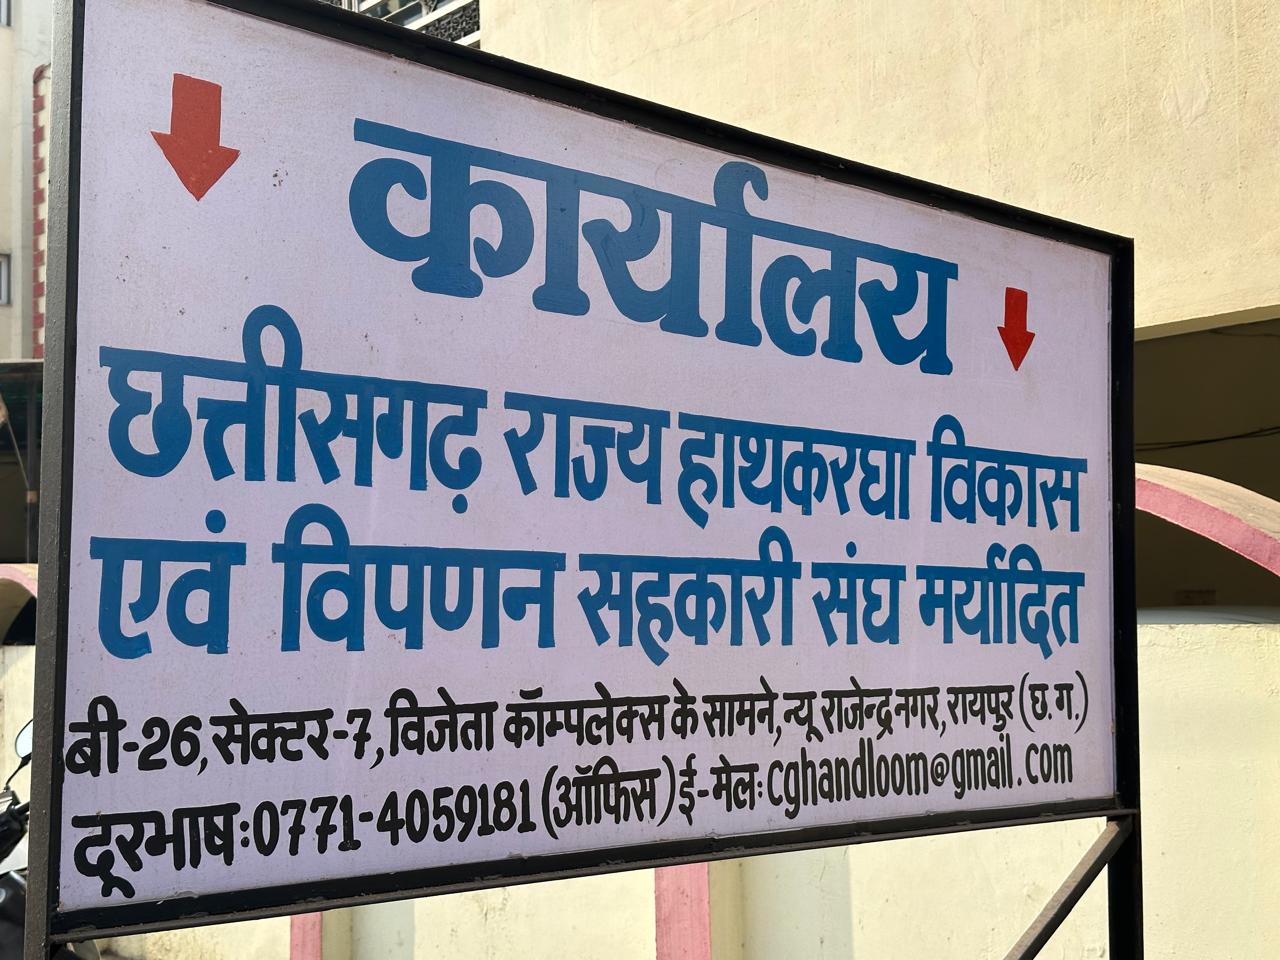 कार्यालय
छत्तीसगढ़ राज्य हाथकरघा विकास
एवं विपणन सहकारी संघ मर्यादित
बी-26, सेक्टर-7, विजेता कॉम्पलेक्स के सामने, न्यू राजेन्द्र नगर, रायपुर (छ.ग.)
दूरभाष:0771-4059181 (ऑफिस) ई-मेल: cghandloom@gmail.com